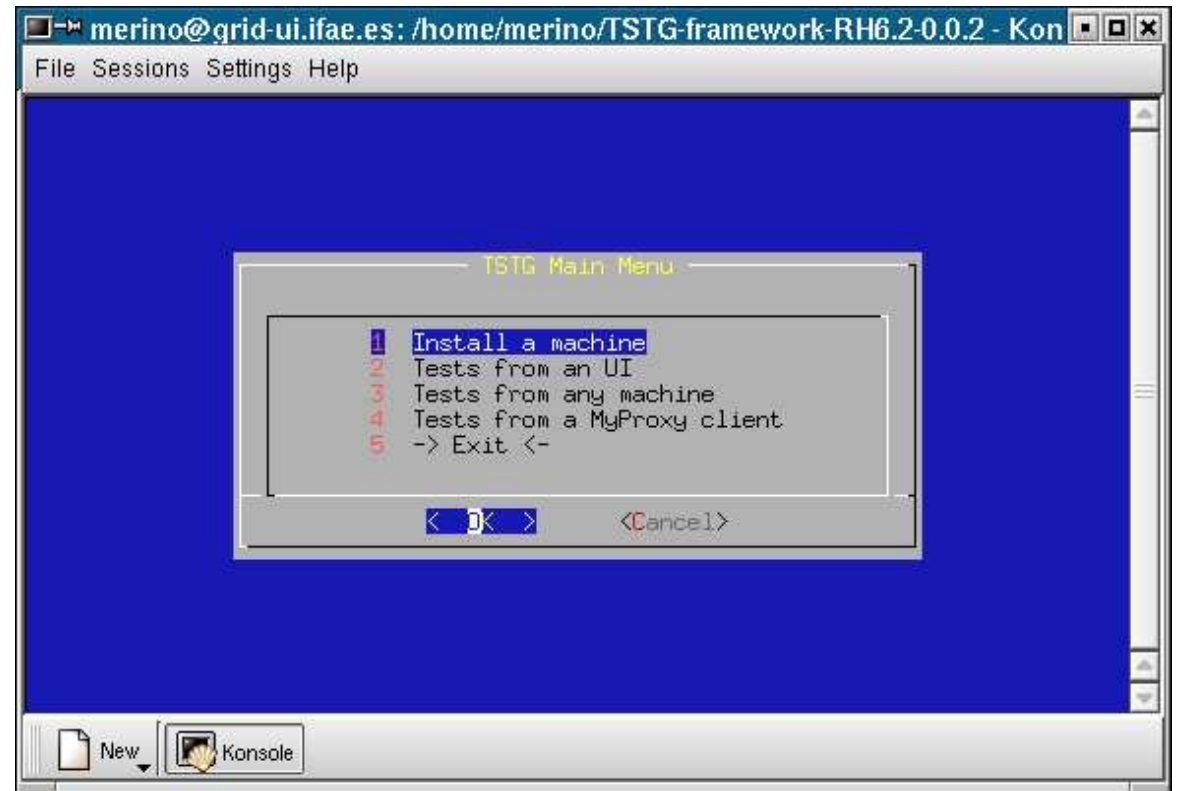 merino@grid-ui.ifae.es: /home/merino/TSTG-framework-RH6.2-0.0.2 - Kon
File Sessions Settings Help
TSTG Main Menu
1 Install a machine
2 Tests from an UI
3 Tests from any machine
4 Tests from a MyProxy client
5 -> Exit <-
< OK > <Cancel>
New Konsole